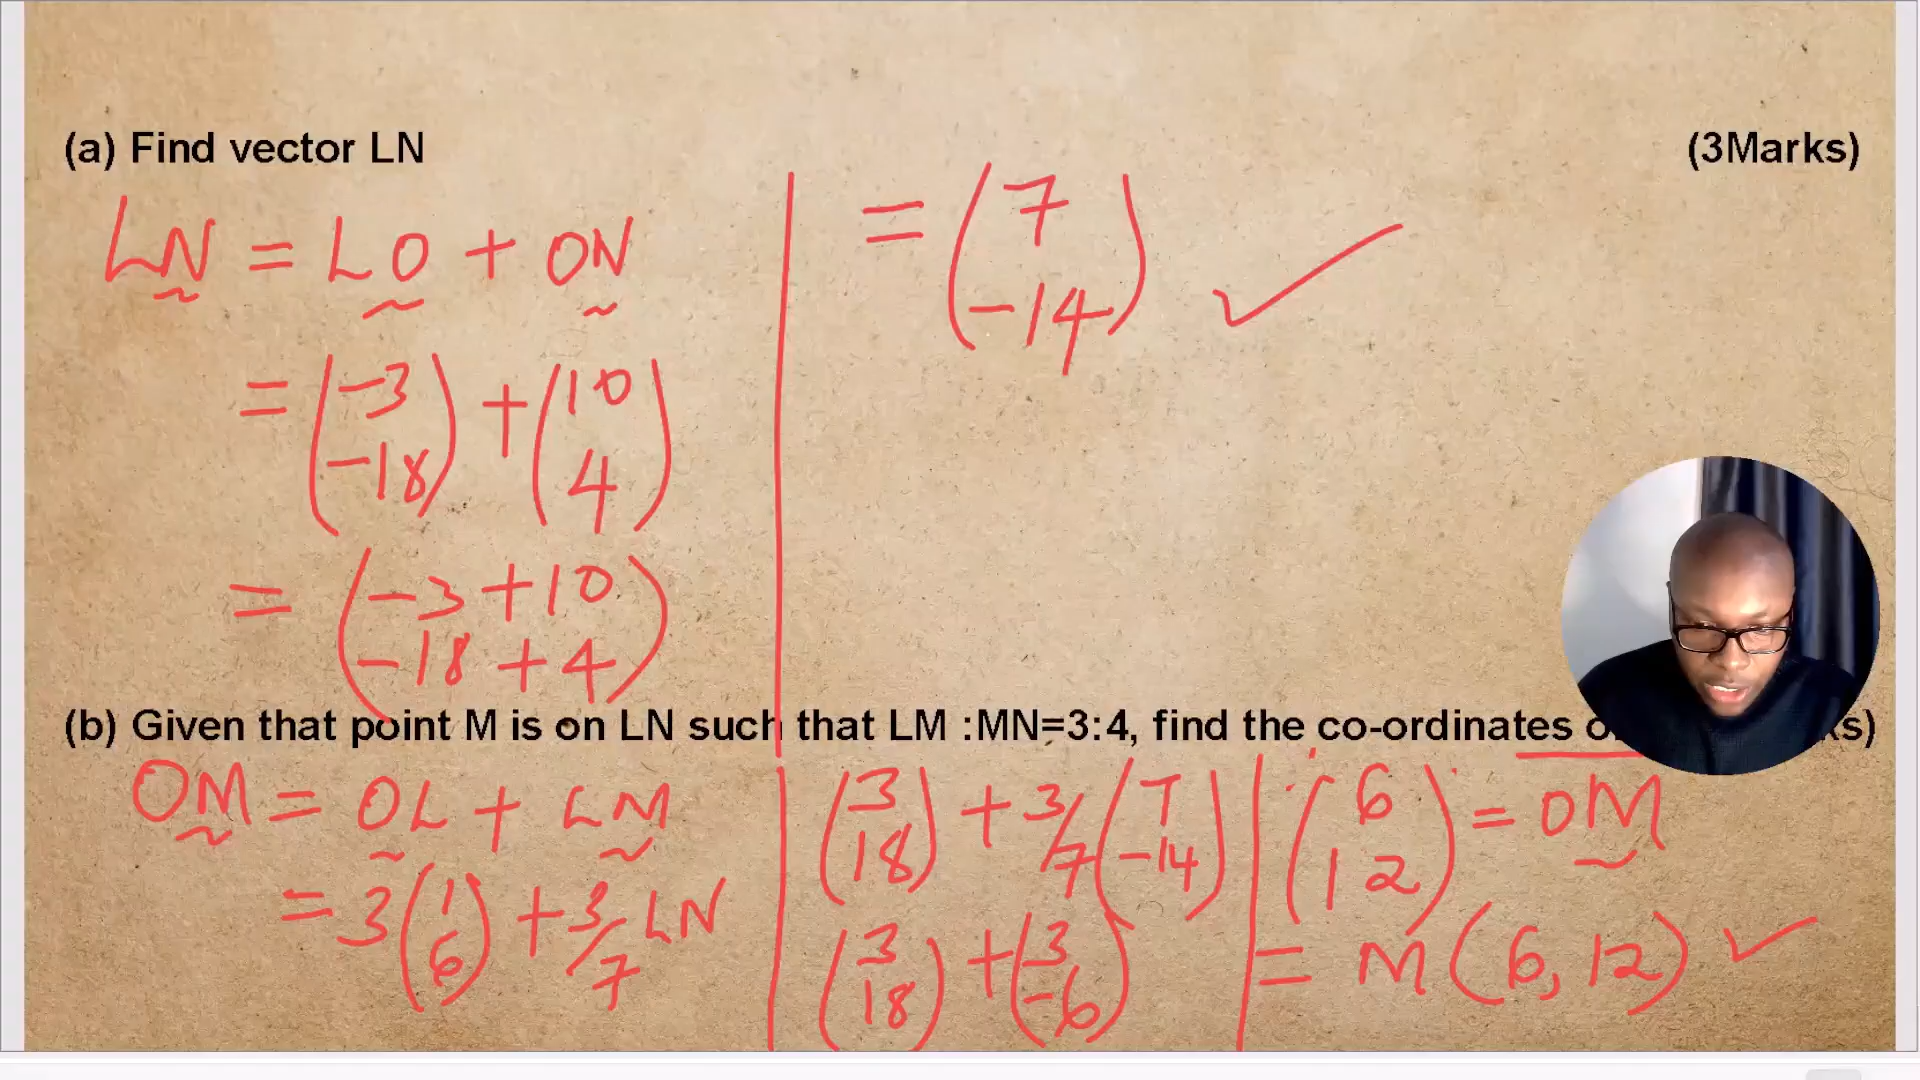 (a) Find vector LN (3Marks)
LN = LO + ON
= (-3 -18) + (10 4)
= (-3+10 -18+4)
= (7 -14) ✓
(b) Given that point M is on LN such that LM :MN=3:4, find the co-ordinates s)
OM = OL + LM
= 3(1 6) + 3/7 LN
(3 18) + 3/7 (7 -14)
(3 18) + (3 -6)
(6 12) = OM
= M(6,12) ✓